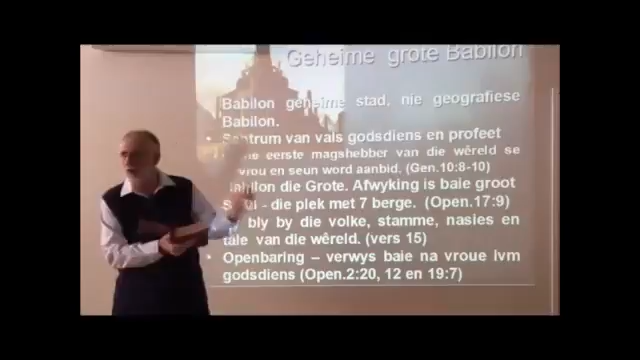 Geheime grote Babilon
Babilon geheime stad, nie geografiese
Babilon.
Sentrum van vals godsdiens en profeet
eerste magshebber van die wêreld se
vrou en seun word aanbid. (Gen.10:8-10)
Babilon die Grote. Afwyking is baie groot
- die plek met 7 berge. (Open.17:9)
bly by die volke, stamme, nasies en
tale van die wêreld. (vers 15)
• Openbaring – verwys baie na vroue Ivm
godsdiens (Open.2:20, 12 en 19:7)